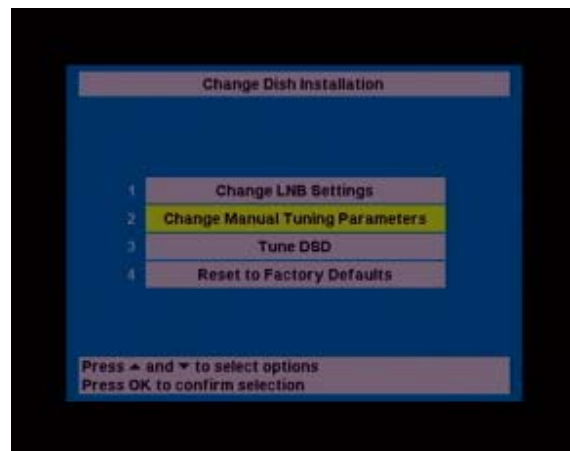 Change Dish Installation
1 Change LNB Settings
2 Change Manual Tuning Parameters
3 Tune DSD
4 Reset to Factory Defaults
Press ▲ and ▼ to select options
Press OK to confirm selection